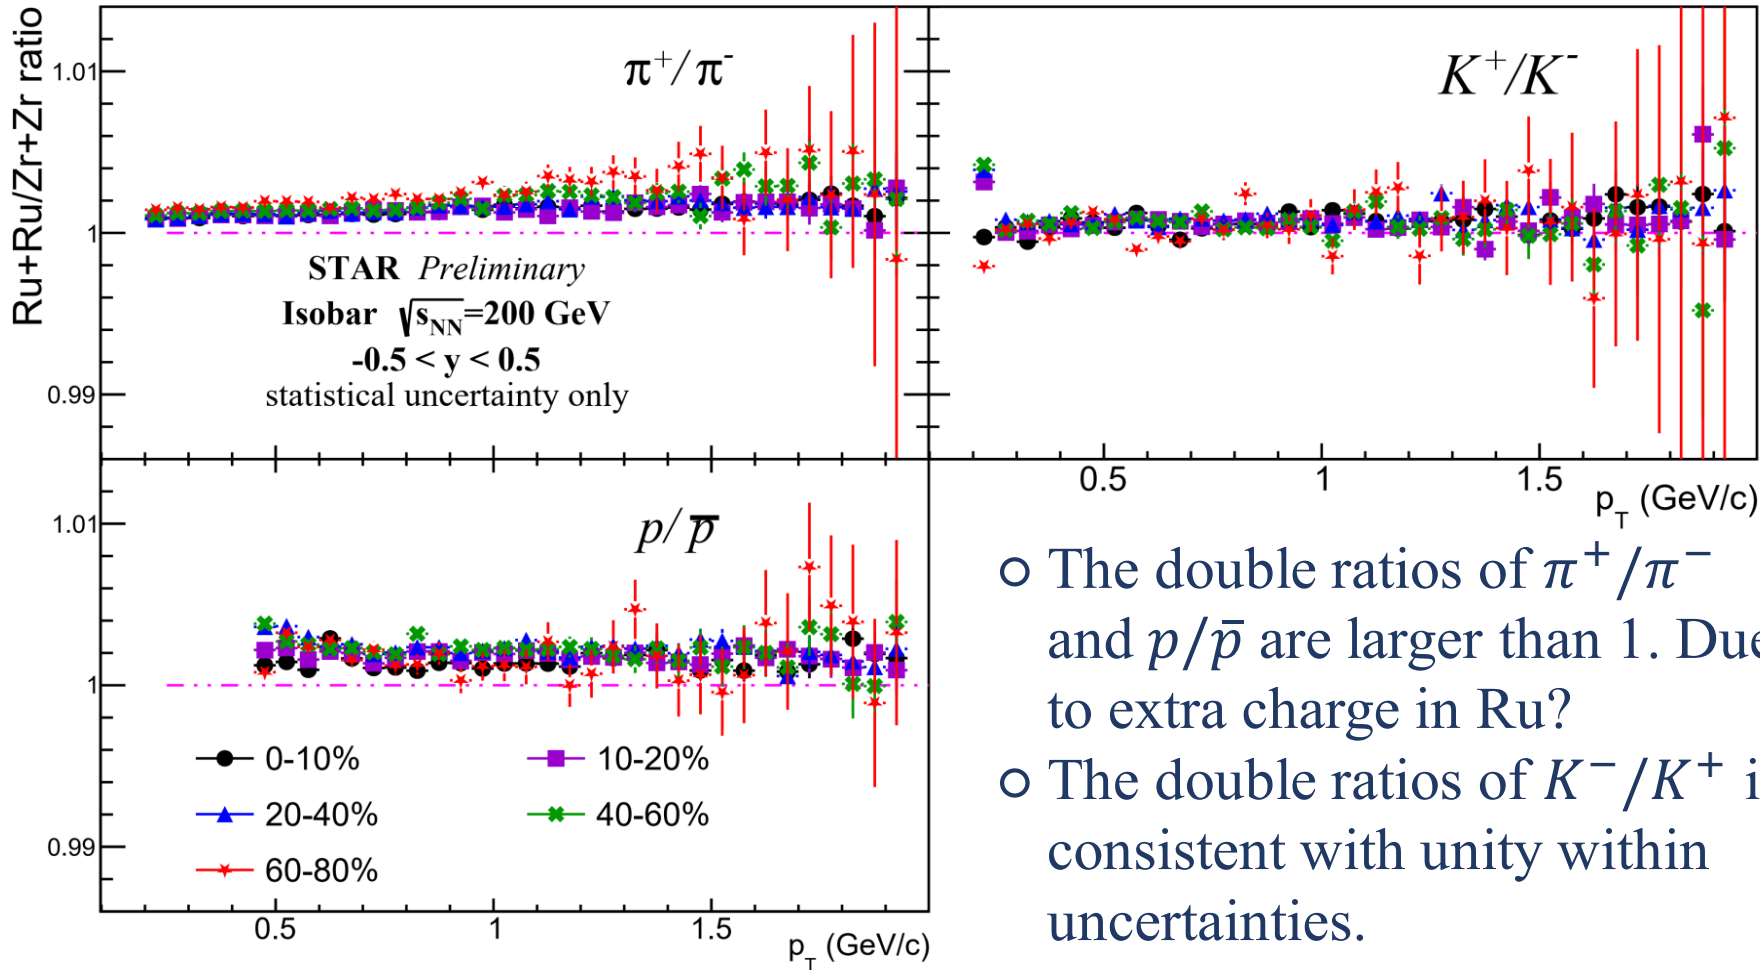 Ru+Ru/Zr+Zr ratio
1.01
1
0.99
π⁺/π⁻
STAR Preliminary
Isobar √s_NN=200 GeV
-0.5 < y < 0.5
statistical uncertainty only
K⁺/K⁻
0.5 1 1.5
p_T (GeV/c)
1.01
1
0.99
p/p̅
0-10% 10-20%
20-40% 40-60%
60-80%
0.5 1 1.5
p_T (GeV/c)
○ The double ratios of π⁺/π⁻
and p/p̅ are larger than 1. Due
to extra charge in Ru?
○ The double ratios of K⁻/K⁺ i
consistent with unity within
uncertainties.